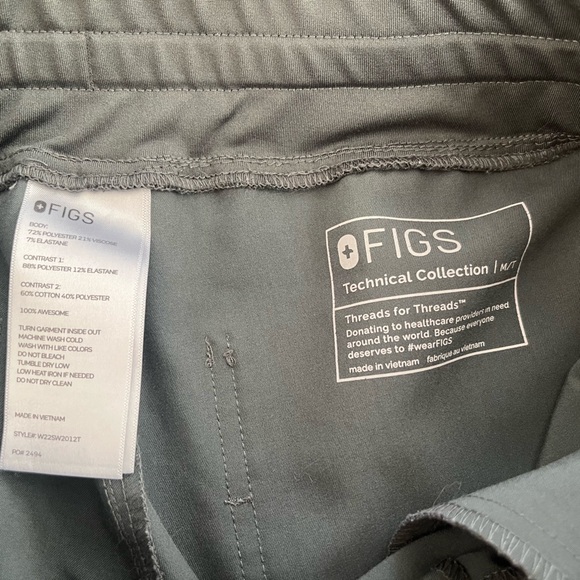 FIGS
BODY:
72% POLYESTER 21% VISCOSE
7% ELASTANE
CONTRAST 1:
88% POLYESTER 12% ELASTANE
CONTRAST 2:
60% COTTON 40% POLYESTER
100% AWESOME
TURN GARMENT INSIDE OUT
MACHINE WASH COLD
WASH WITH LIKE COLORS
DO NOT BLEACH
TUMBLE DRY LOW
LOW HEAT IRON IF NEEDED
DO NOT DRY CLEAN
MADE IN VIETNAM
STYLE#: W22SW2012T
PO#: 2494
FIGS
Technical Collection | M/T
Threads for Threads™
Donating to healthcare providers in need
around the world. Because everyone
deserves to #wearFIGS
made in vietnam fabriqué au vietnam